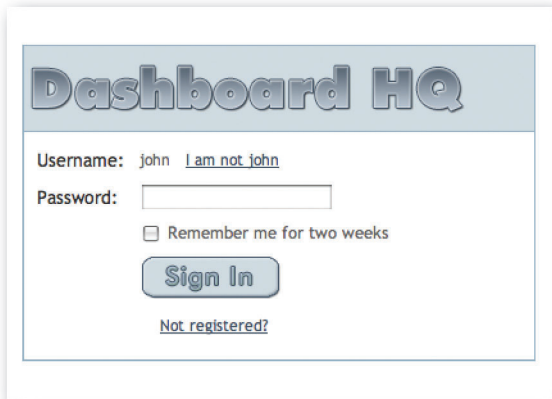 Dashboard HQ
Username: john I am not john
Password:
Remember me for two weeks
Sign In
Not registered?